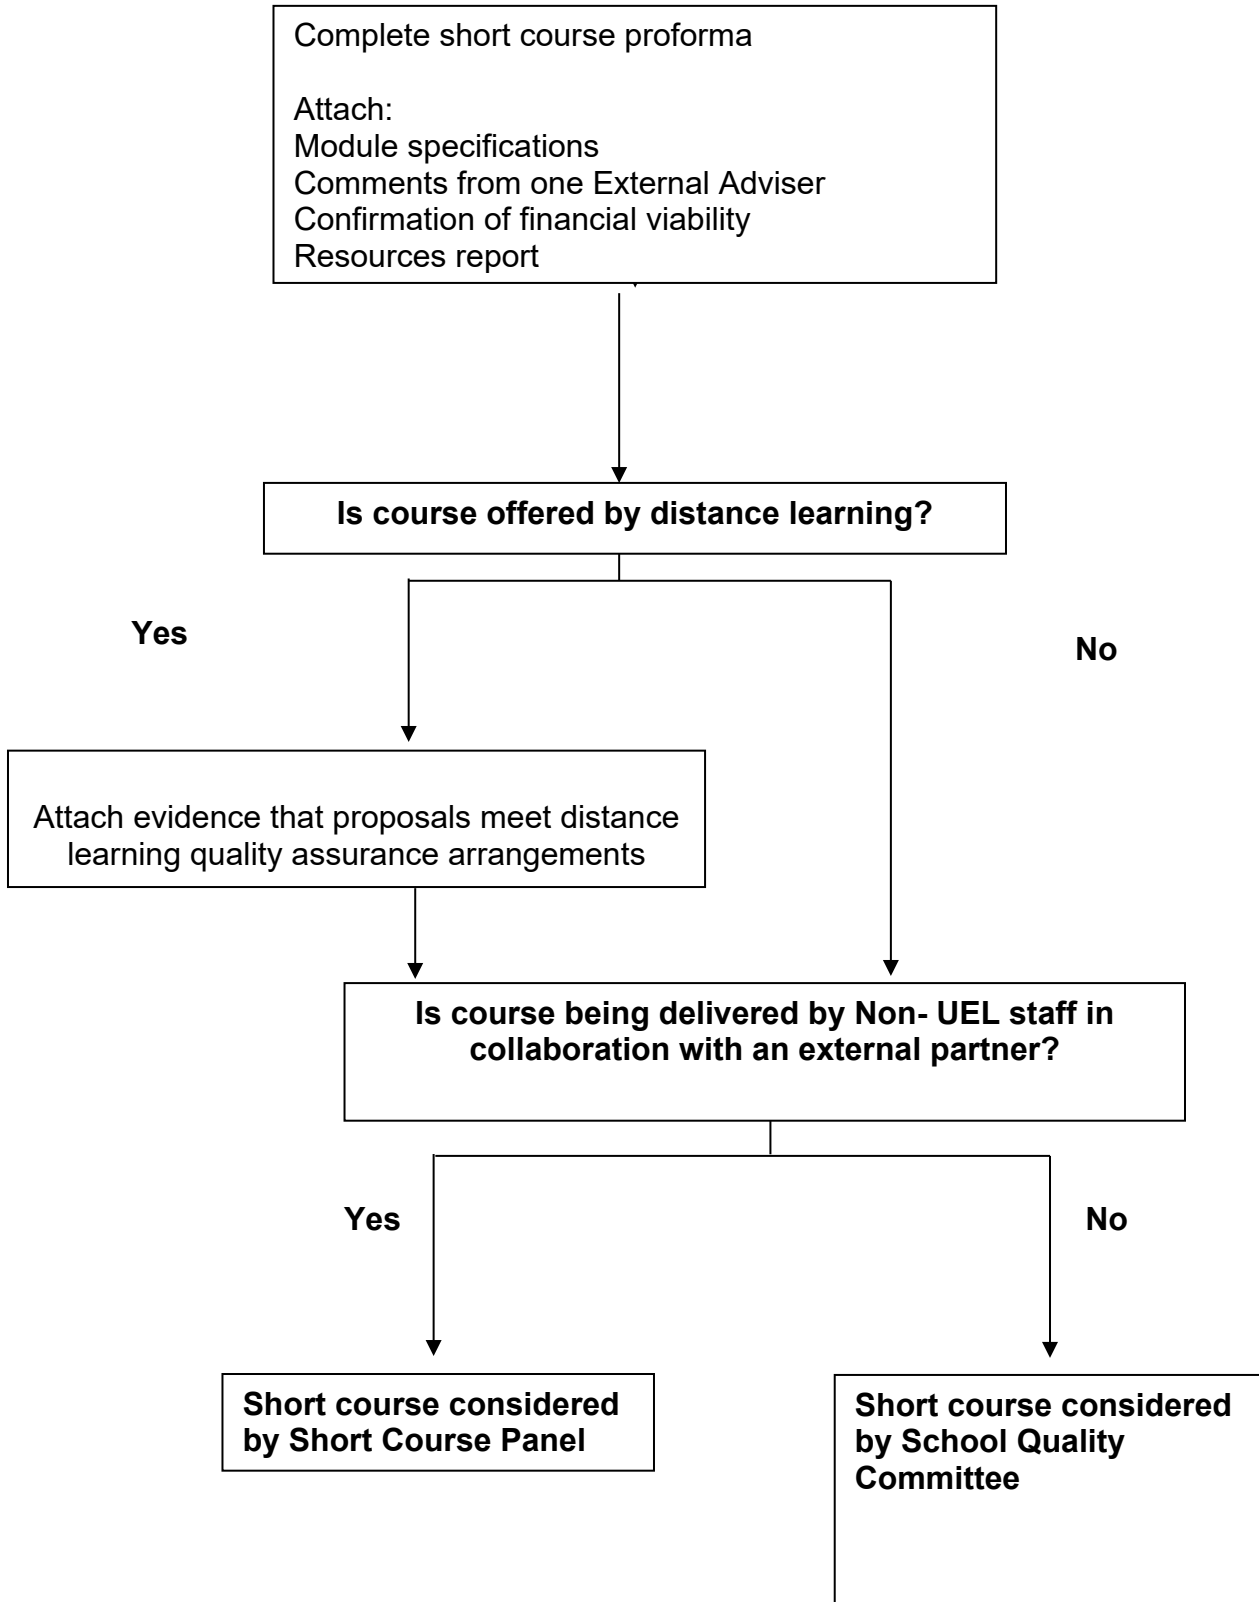 Complete short course proforma
Attach:
Module specifications
Comments from one External Adviser
Confirmation of financial viability
Resources report
Is course offered by distance learning?
Yes
No
Attach evidence that proposals meet distance
learning quality assurance arrangements
Is course being delivered by Non- UEL staff in
collaboration with an external partner?
Yes
No
Short course considered
by Short Course Panel
Short course considered
by School Quality
Committee